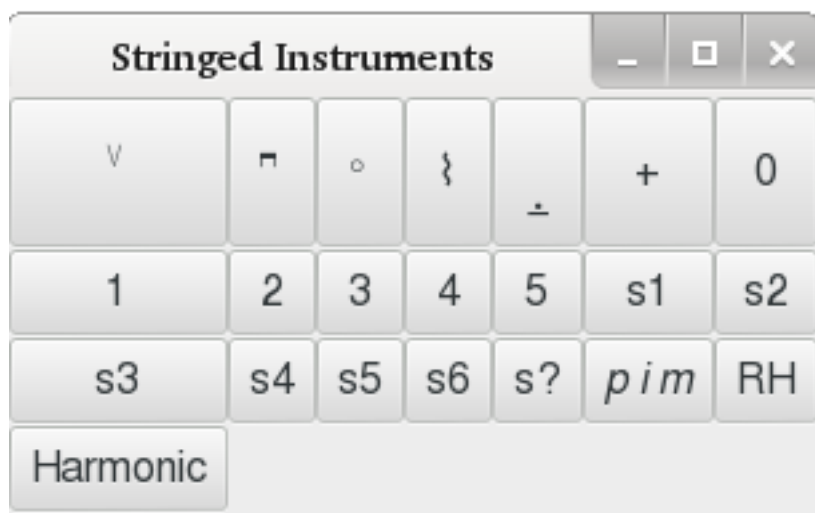 Stringed Instruments
V + 0
1 2 3 4 5 s1 s2
s3 s4 s5 s6 s? p i m RH
Harmonic